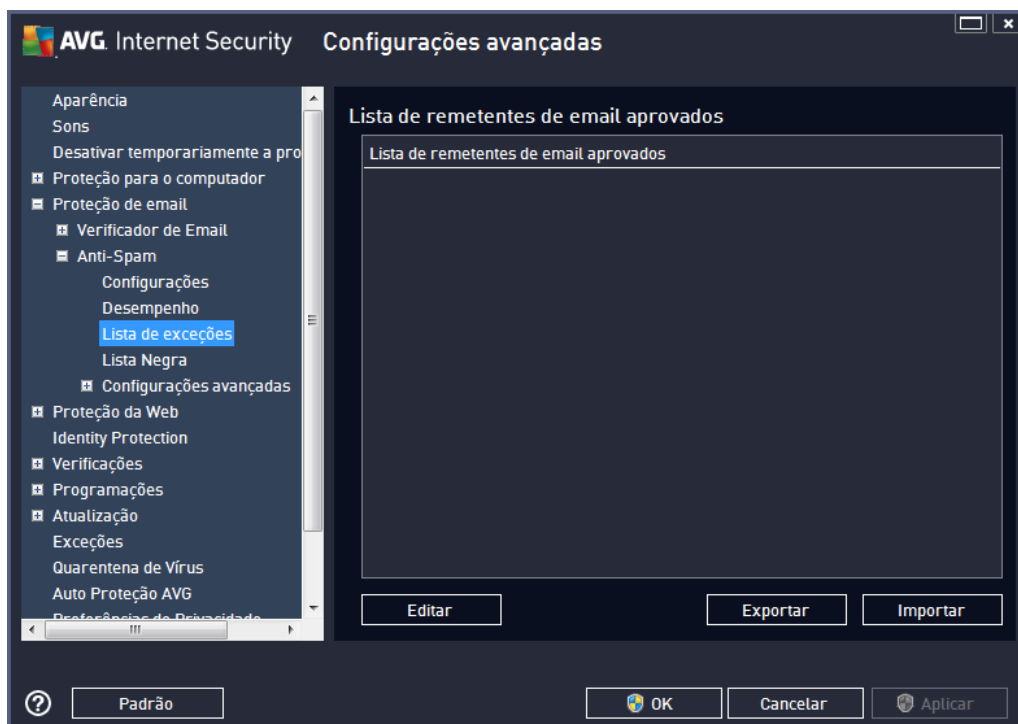 AVG. Internet Security Configurações avançadas
Aparência
Sons
Desativar temporariamente a pro
Proteção para o computador
Proteção de email
Verificador de Email
Anti-Spam
Configurações
Desempenho
Lista de exceções
Lista Negra
Configurações avançadas
Proteção da Web
Identity Protection
Verificações
Programações
Atualização
Exceções
Quarentena de Vírus
Auto Proteção AVG
Preferências de Privacidade
Lista de remetentes de email aprovados
Lista de remetentes de email aprovados
Editar Exportar Importar
Padrão OK Cancelar Aplicar